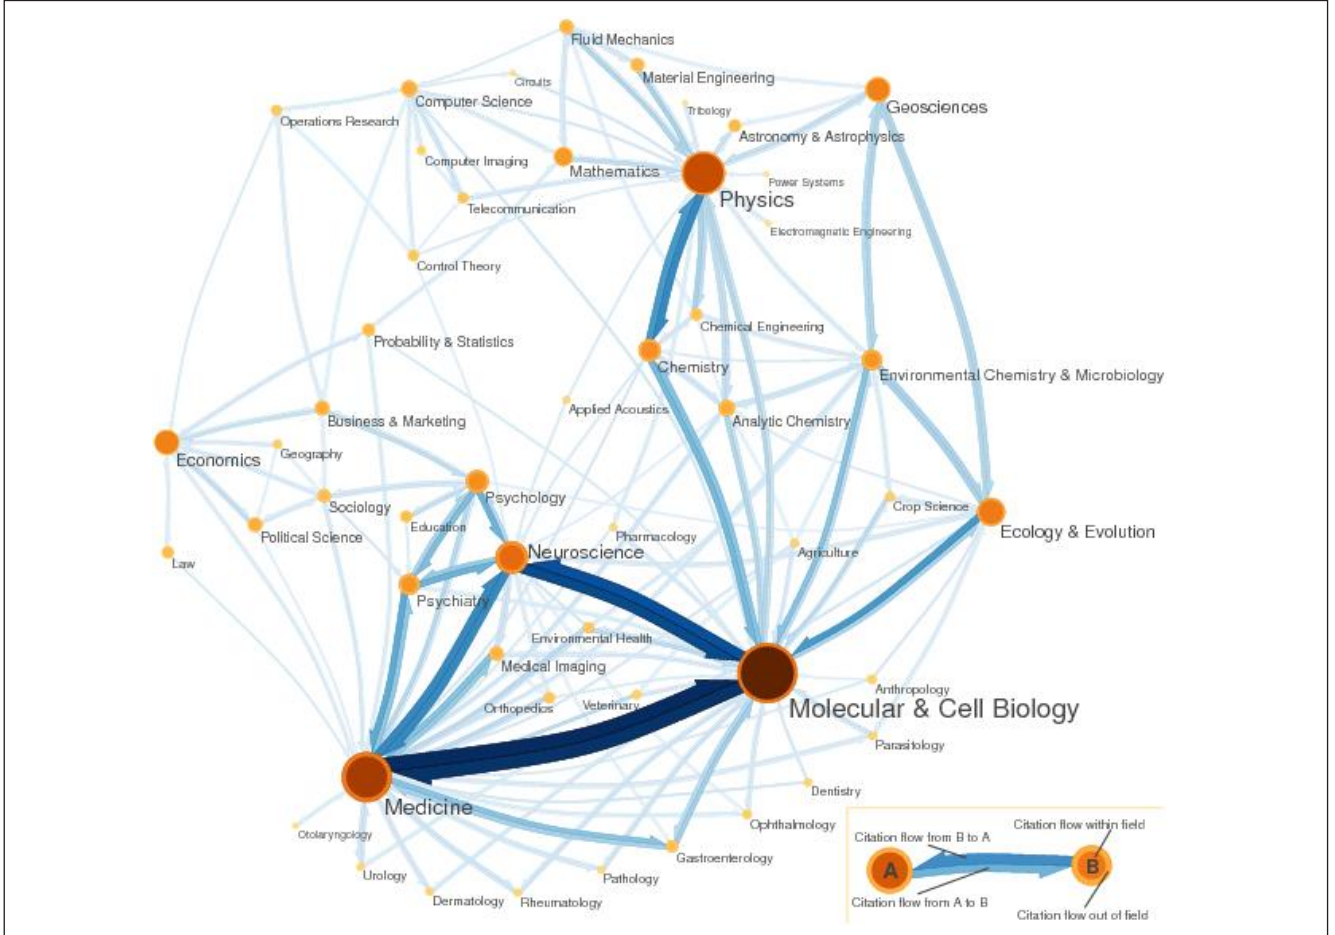 Fluid Mechanics
Material Engineering
Circuits
Computer Science
Geosciences
Tribology
Operations Research
Astronomy & Astrophysics
Computer Imaging
Mathematics
Power Systems
Physics
Telecommunication
Electromagnetic Engineering
Control Theory
Chemical Engineering
Probability & Statistics
Chemistry
Environmental Chemistry & Microbiology
Applied Acoustics
Business & Marketing
Analytic Chemistry
Geography
Economics
Psychology
Sociology
Crop Science
Education
Political Science
Pharmacology
Ecology & Evolution
Neuroscience
Agriculture
Law
Psychiatry
Environmental Health
Medical Imaging
Anthropology
Orthopedics
Veterinary
Molecular & Cell Biology
Parasitology
Dentistry
Medicine
Ophthalmology
Otolaryngology
Gastroenterology
Urology
Pathology
Dermatology
Rheumatology
Citation flow within field
Citation flow from B to A
A
B
Citation flow from A to B
Citation flow out of field